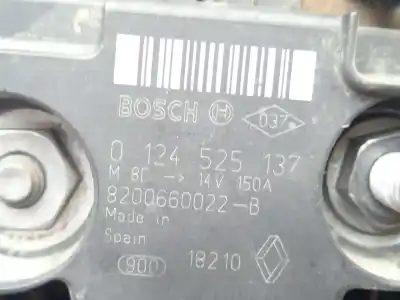 BOSCH 037
0 124 525 137
M 8C → 14V 150A
8200660022-B
Made in
Spain
900 18210